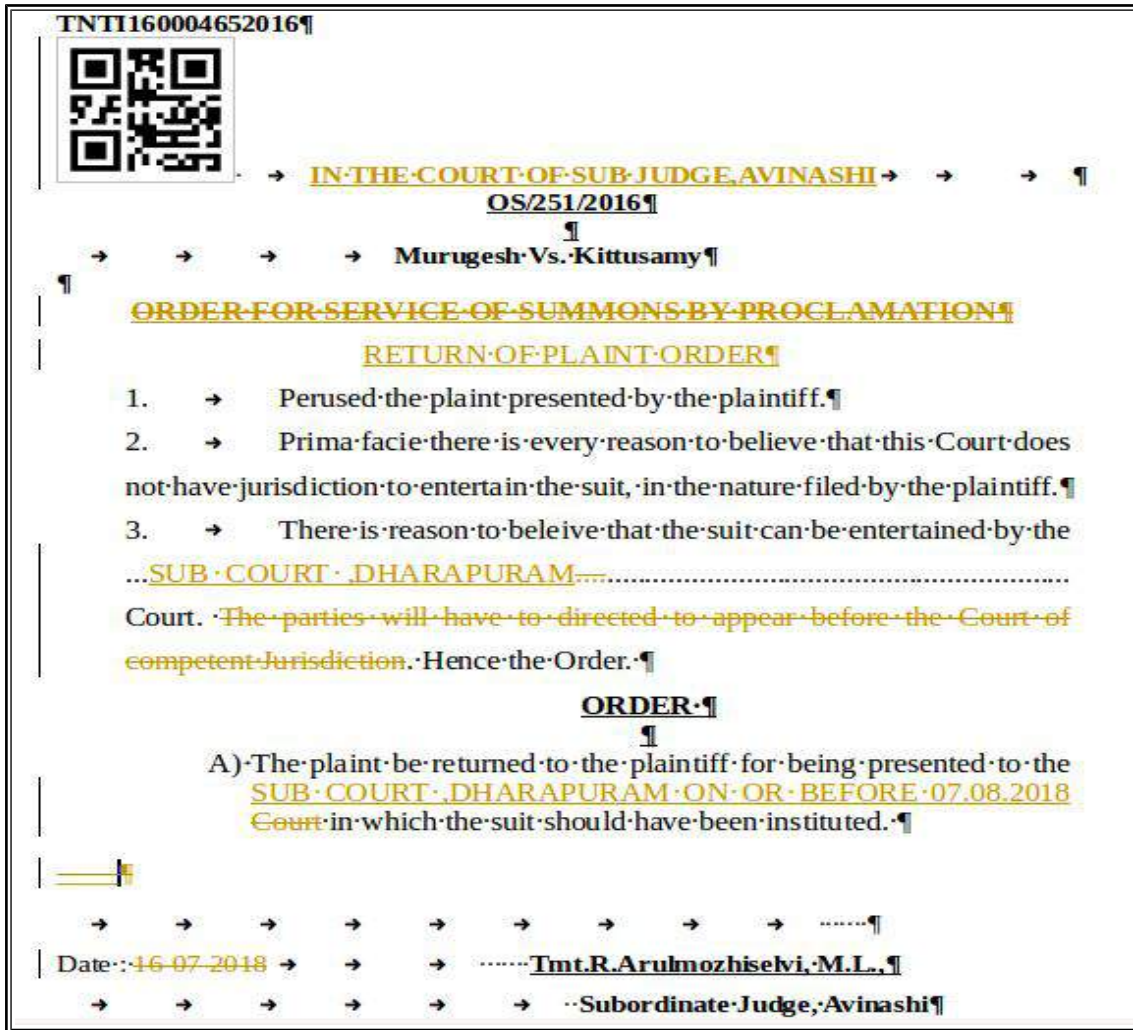 TNTI160004652016¶
→ IN·THE·COURT·OF·SUB·JUDGE,AVINASHI→ → → ¶
OS/251/2016¶
¶
→ → → → Murugesh·Vs.·Kittusamy¶
¶
ORDER·FOR·SERVICE·OF·SUMMONS·BY·PROCLAMATION¶
RETURN·OF·PLAINT·ORDER¶
1. → Perused·the·plaint·presented·by·the·plaintiff.¶
2. → Prima·facie·there·is·every·reason·to·believe·that·this·Court·does
not·have·jurisdiction·to·entertain·the·suit,·in·the·nature·filed·by·the·plaintiff.¶
3. → There·is·reason·to·beleive·that·the·suit·can·be·entertained·by·the
...SUB·COURT·,DHARAPURAM.........................................................
Court. ·The·parties·will·have·to·directed·to·appear·before·the·Court·of
competent·Jurisdiction.·Hence·the·Order.·¶
ORDER·¶
¶
A)·The·plaint·be·returned·to·the·plaintiff·for·being·presented·to·the
SUB·COURT·,DHARAPURAM·ON·OR·BEFORE·07.08.2018
Court·in·which·the·suit·should·have·been·instituted.·¶
¶
→ → → → → → → → → ·······¶
Date·:·16-07-2018 → → → ·······Tmt.R.Arulmozhiselvi,·M.L.,¶
→ → → → → → ··Subordinate·Judge,·Avinashi¶